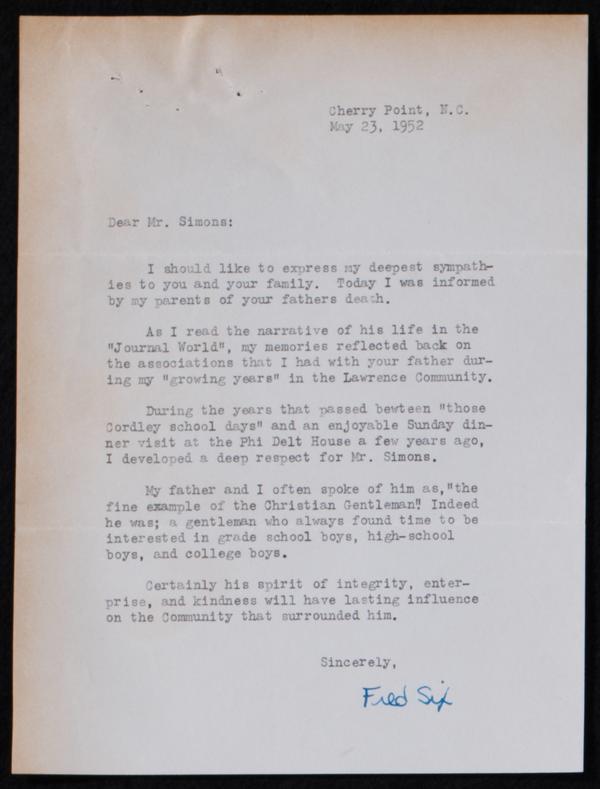 Cherry Point, N.C.
May 23, 1952
Dear Mr. Simons:
I should like to express my deepest sympath-
ies to you and your family. Today I was informed
by my parents of your fathers death.
As I read the narrative of his life in the
"Journal World", my memories reflected back on
the associations that I had with your father dur-
ing my "growing years" in the Lawrence Community.
During the years that passed bewteen "those
Cordley school days" and an enjoyable Sunday din-
ner visit at the Phi Delt House a few years ago,
I developed a deep respect for Mr. Simons.
My father and I often spoke of him as,"the
fine example of the Christian Gentleman". Indeed
he was; a gentleman who always found time to be
interested in grade school boys, high-school
boys, and college boys.
Certainly his spirit of integrity, enter-
prise, and kindness will have lasting influence
on the Community that surrounded him.
Sincerely,
Fred Six